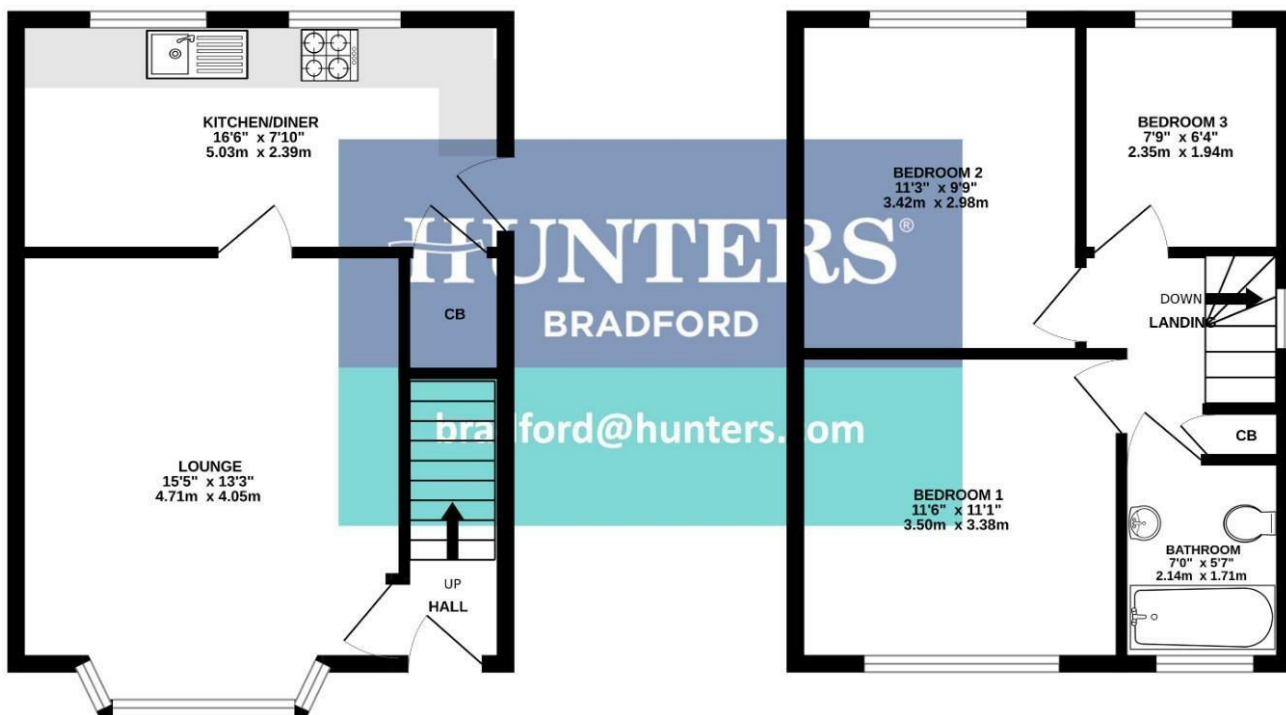 KITCHEN/DINER
16'6" x 7'10"
5.03m x 2.39m
CB
LOUNGE
15'5" x 13'3"
4.71m x 4.05m
UP
HALL
BEDROOM 2
11'3" x 9'9"
3.42m x 2.98m
BEDROOM 3
7'9" x 6'4"
2.35m x 1.94m
DOWN
LANDING
CB
BEDROOM 1
11'6" x 11'1"
3.50m x 3.38m
BATHROOM
7'0" x 5'7"
2.14m x 1.71m
HUNTERS®
BRADFORD
bradford@hunters.com